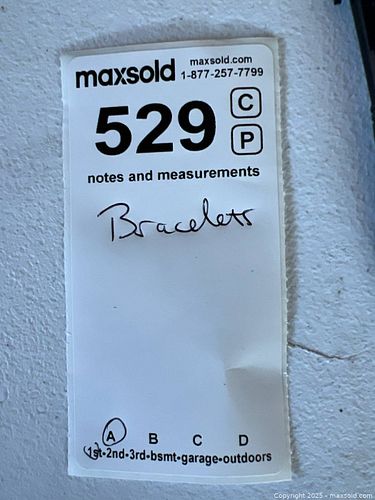 maxsold maxsold.com
1-877-257-7799
529 C
P
notes and measurements
Bracelets
A B C D
1st-2nd-3rd-bsmt-garage-outdoors
Copyright 2025 - maxsold.com